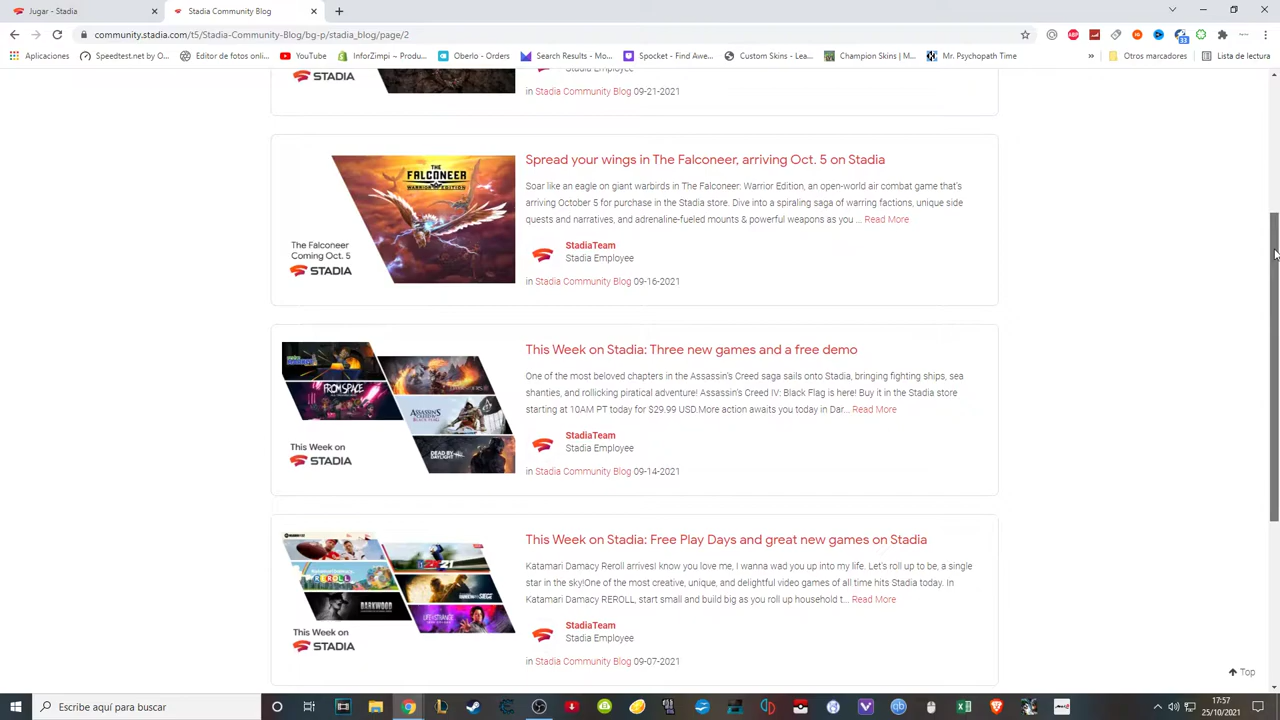 Jugar - Stadia
Stadia Community Blog
community.stadia.com/t5/Stadia-Community-Blog/bg-p/stadia_blog/page/2
Aplicaciones
Speedtest.net by O...
Editor de fotos onli...
YouTube
InforZimpi – Produ...
Oberlo - Orders
Search Results - Mo...
Spocket - Find Awe...
Custom Skins - Lea...
Champion Skins | M...
Mr. Psychopath Time
»
Otros marcadores
Lista de lectura
STADIA
Stadia Employee
in Stadia Community Blog 09-21-2021
THE
FALCONEER
WARRIOR EDITION
The Falconeer
Coming Oct. 5
STADIA
Spread your wings in The Falconeer, arriving Oct. 5 on Stadia
Soar like an eagle on giant warbirds in The Falconeer: Warrior Edition, an open-world air combat game that's
arriving October 5 for purchase in the Stadia store. Dive into a spiraling saga of warring factions, unique side
quests and narratives, and adrenaline-fueled mounts & powerful weapons as you ... Read More
StadiaTeam
Stadia Employee
in Stadia Community Blog 09-16-2021
FROM SPACE
ASSASSIN'S
CREED
BLACK FLAG
DEAD BY
DAYLIGHT
This Week on
STADIA
This Week on Stadia: Three new games and a free demo
One of the most beloved chapters in the Assassin's Creed saga sails onto Stadia, bringing fighting ships, sea
shanties, and rollicking piratical adventure! Assassin's Creed IV: Black Flag is here! Buy it in the Stadia store
starting at 10AM PT today for $29.99 USD.More action awaits you today in Dar... Read More
StadiaTeam
Stadia Employee
in Stadia Community Blog 09-14-2021
REROLL
DARKWOOD
21
This Week on
STADIA
This Week on Stadia: Free Play Days and great new games on Stadia
Katamari Damacy Reroll arrives!I know you love me, I wanna wad you up into my life. Let's roll up to be, a single
star in the sky!One of the most creative, unique, and delightful video games of all time hits Stadia today. In
Katamari Damacy REROLL, start small and build big as you roll up household t... Read More
StadiaTeam
Stadia Employee
in Stadia Community Blog 09-07-2021
Top
Escribe aquí para buscar
17:57
25/10/2021